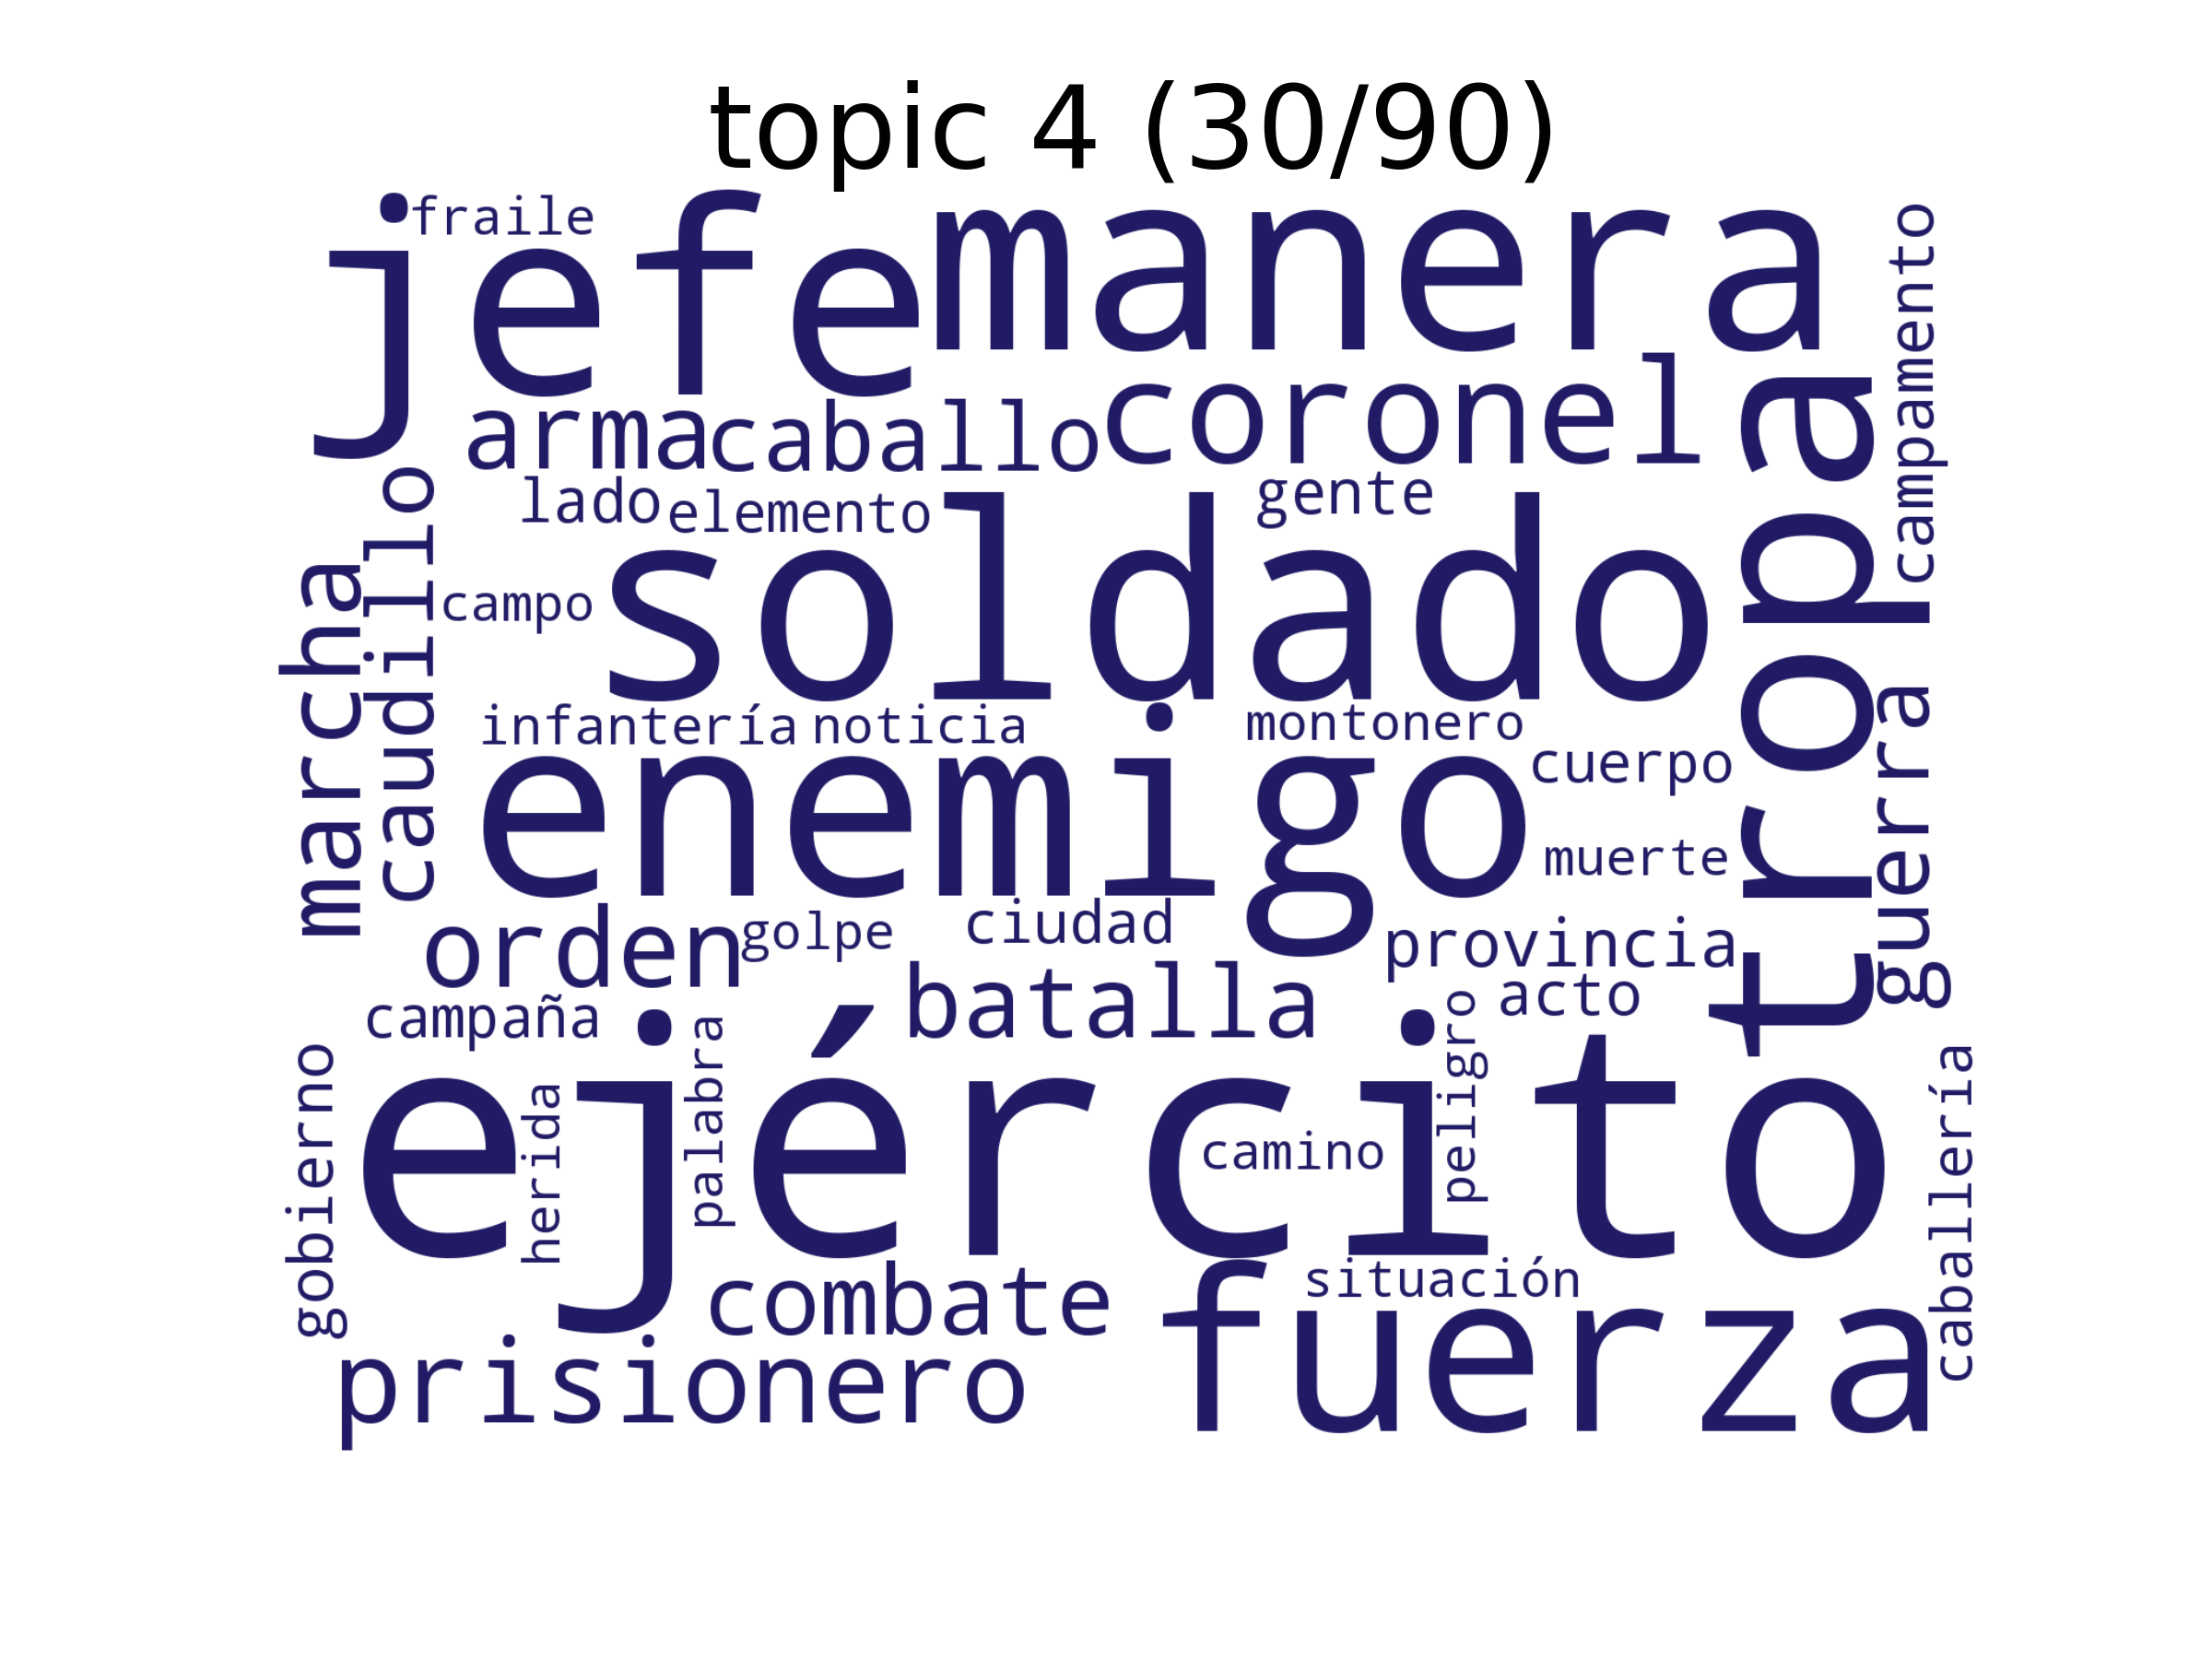 topic 4 (30/90)
fraile
jefe
manera
campamento
arma
caballo
coronel
lado
elemento
gente
caudillo
marcha
campo
soldado
tropa
infantería
noticia
montonero
cuerpo
enemigo
muerte
guerra
orden
golpe
ciudad
provincia
campaña
batalla
acto
peligro
gobierno
herida
palabra
ejército
camino
caballería
combate
situación
prisionero
fuerza